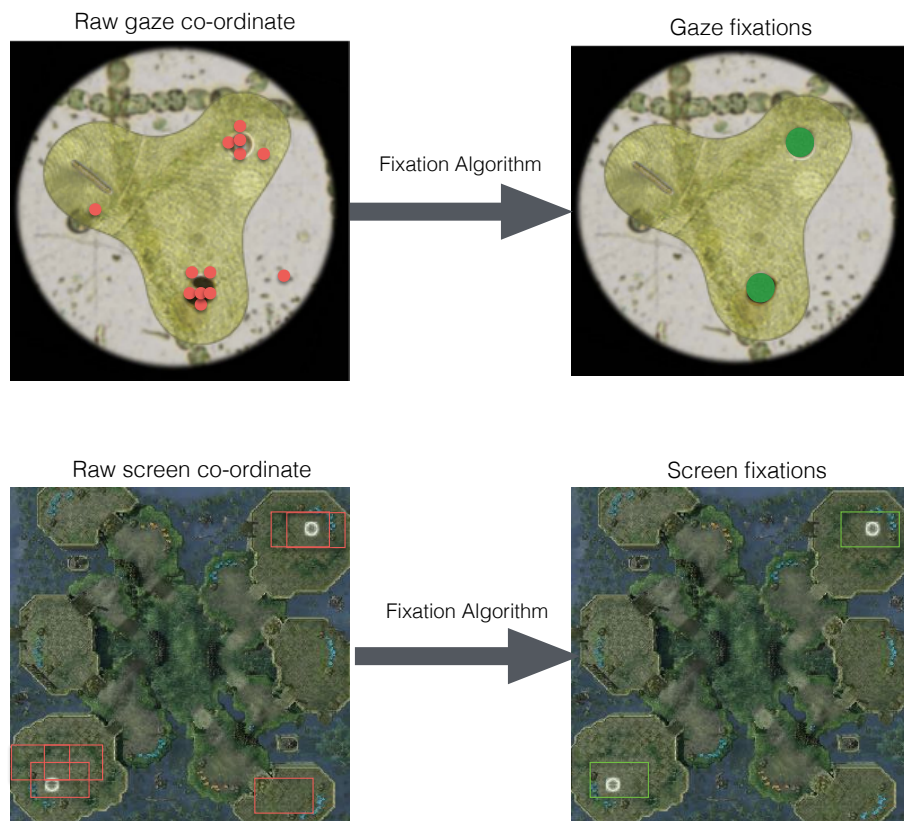 Raw gaze co-ordinate
Gaze fixations
Fixation Algorithm
Raw screen co-ordinate
Screen fixations
Fixation Algorithm